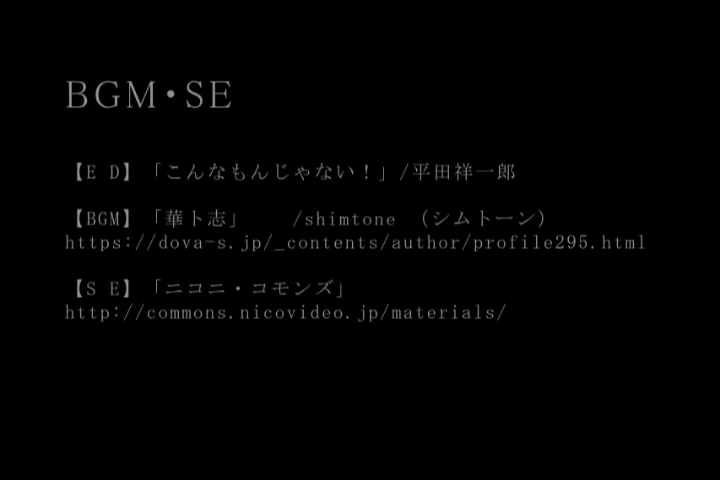 BGM・SE
【E D】「こんなもんじゃない！」/平田祥一郎
【BGM】「華ト志」　　/shimtone　（シムトーン）
https://dova-s.jp/_contents/author/profile295.html
【S E】「ニコニ・コモンズ」
http://commons.nicovideo.jp/materials/